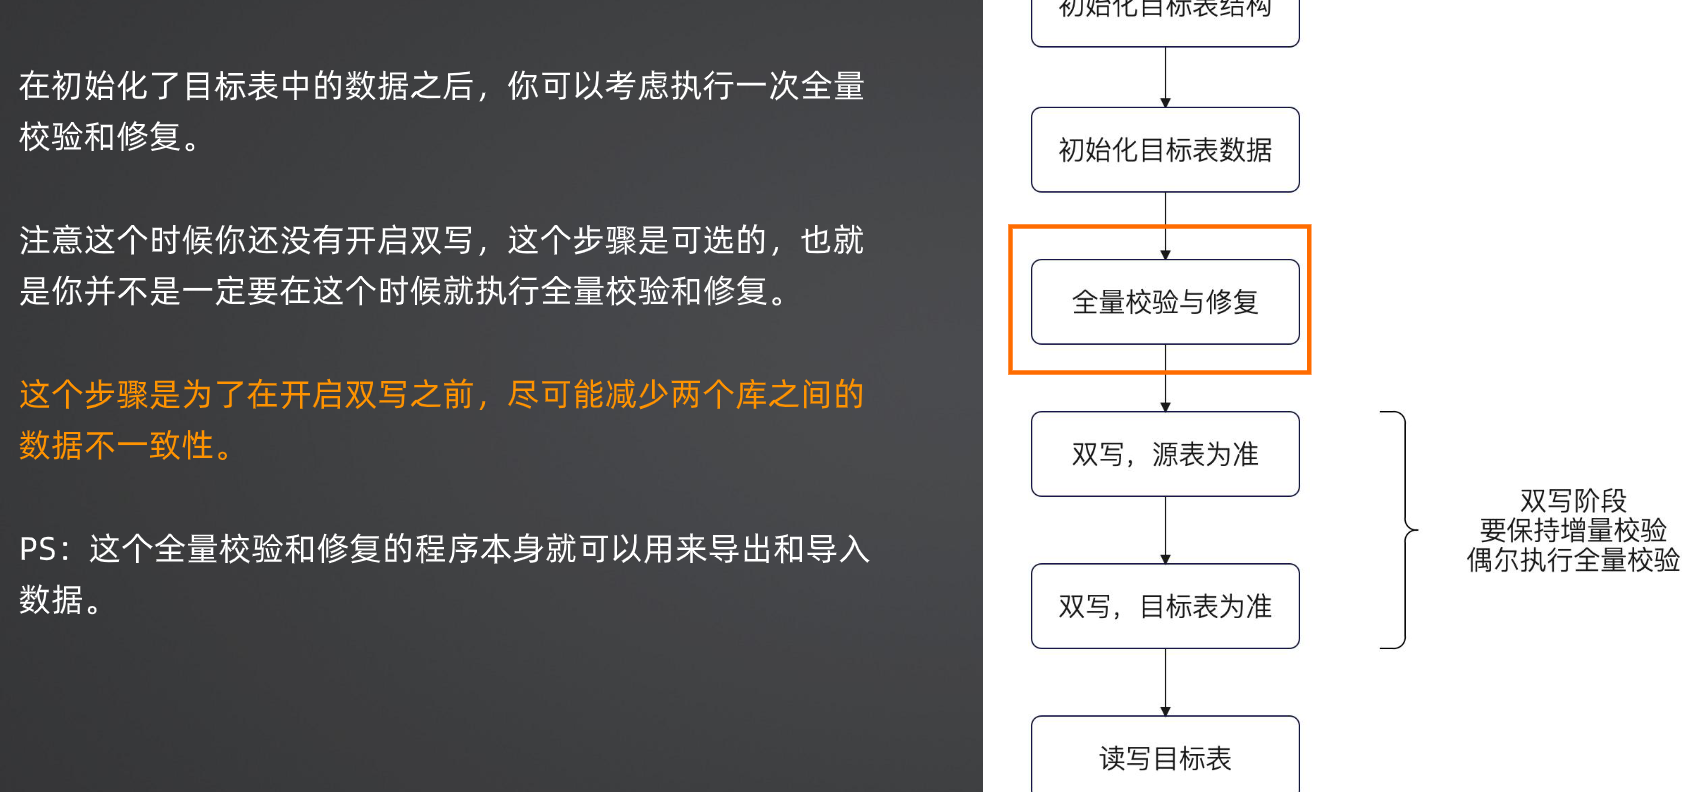 在初始化了目标表中的数据之后，你可以考虑执行一次全量
校验和修复。
注意这个时候你还没有开启双写，这个步骤是可选的，也就
是你并不是一定要在这个时候就执行全量校验和修复。
这个步骤是为了在开启双写之前，尽可能减少两个库之间的
数据不一致性。
PS：这个全量校验和修复的程序本身就可以用来导出和导入
数据。
初始化目标表结构
初始化目标表数据
全量校验与修复
双写，源表为准
双写，目标表为准
读写目标表
双写阶段
要保持增量校验
偶尔执行全量校验